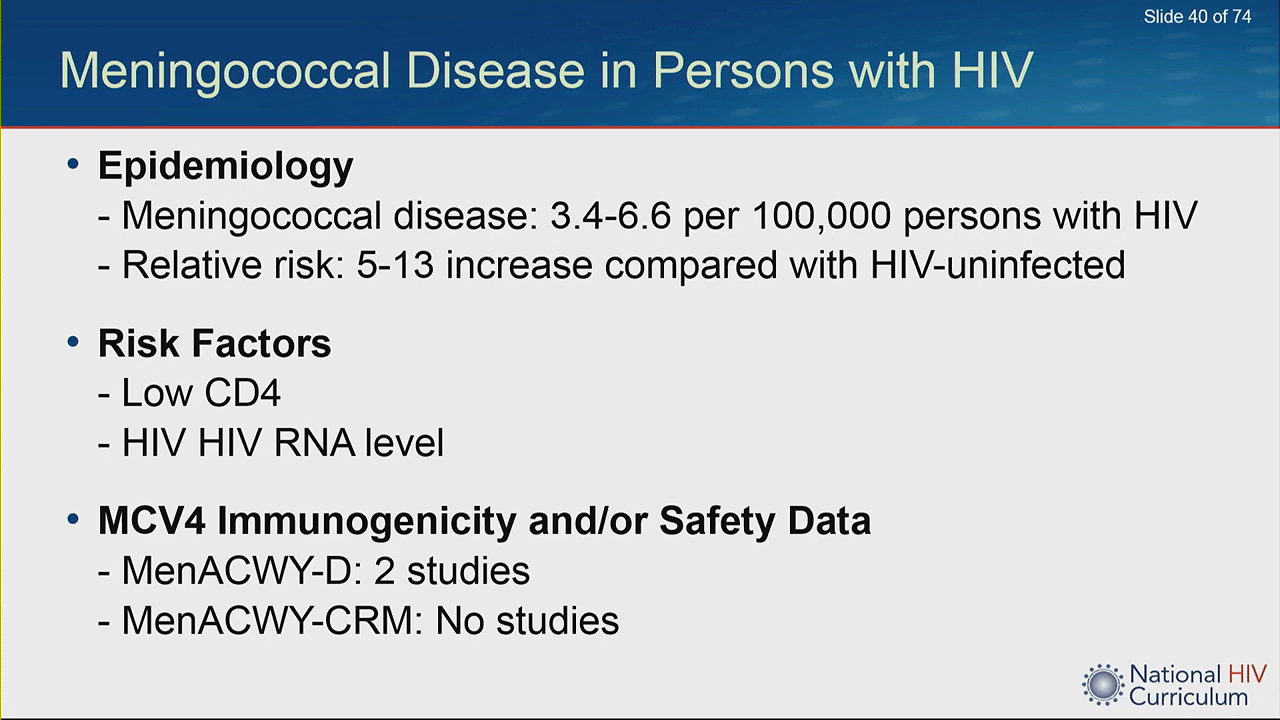 Slide 40 of 74
Meningococcal Disease in Persons with HIV
• Epidemiology
- Meningococcal disease: 3.4-6.6 per 100,000 persons with HIV
- Relative risk: 5-13 increase compared with HIV-uninfected
• Risk Factors
- Low CD4
- HIV HIV RNA level
• MCV4 Immunogenicity and/or Safety Data
- MenACWY-D: 2 studies
- MenACWY-CRM: No studies
National HIV
Curriculum